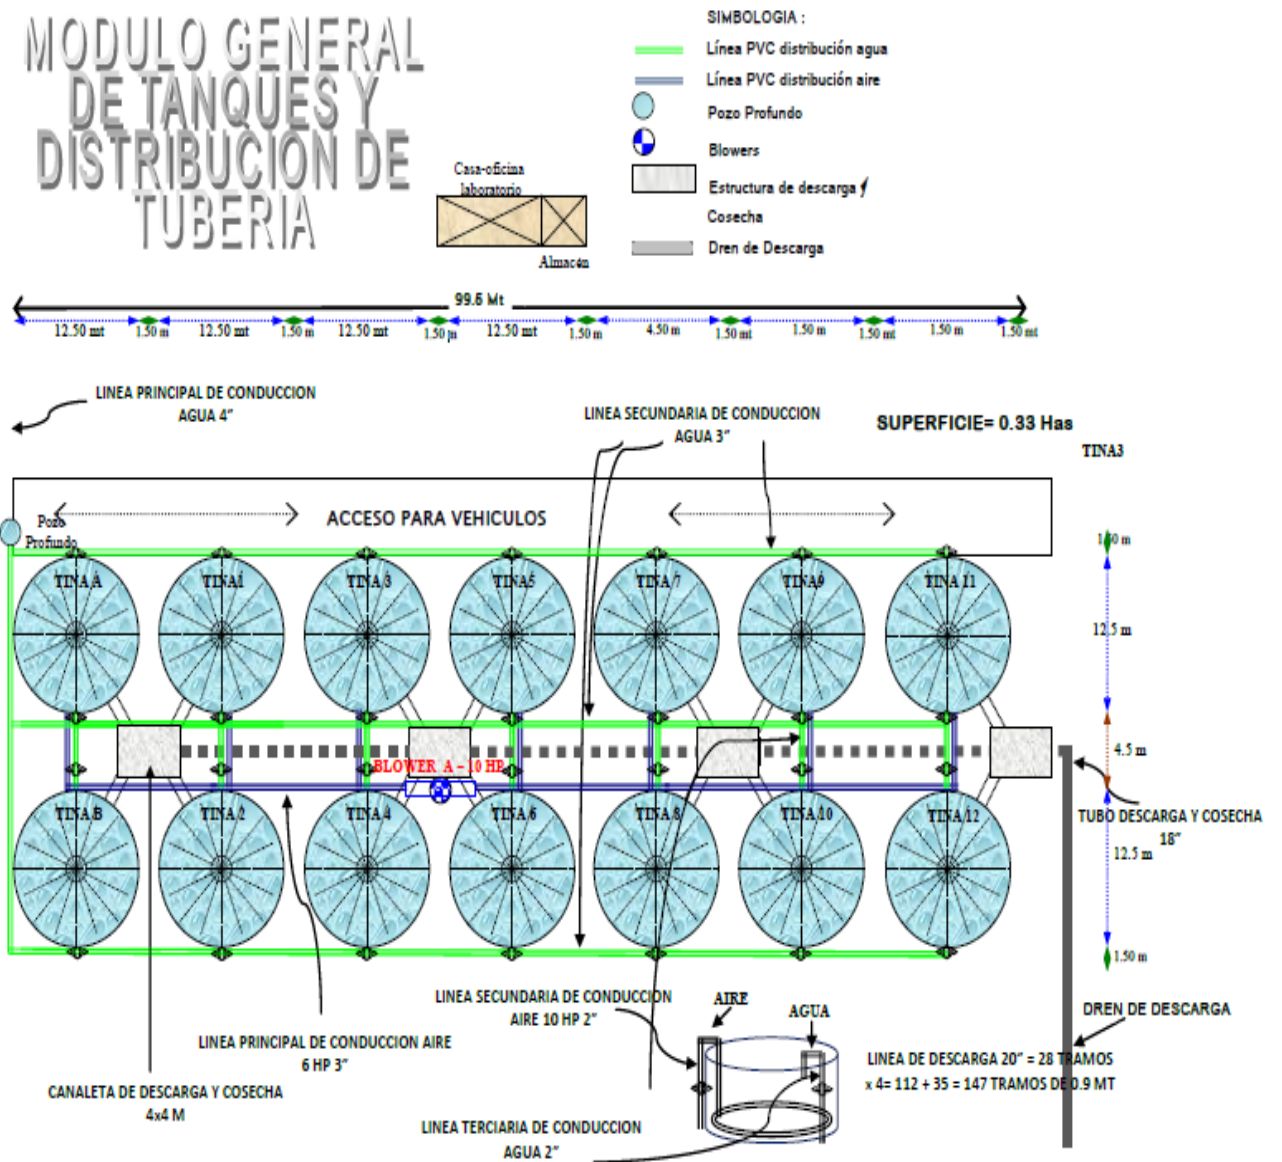 MODULO GENERAL
DE TANQUES Y
DISTRIBUCION DE
TUBERIA
SIMBOLOGIA :
Línea PVC distribución agua
Línea PVC distribución aire
Pozo Profundo
Blowers
Estructura de descarga /
Cosecha
Dren de Descarga
Casa-oficina
laboratorio
Almacén
99.6 Mt
12.50 mt
1.50 m
12.50 mt
1.50 m
12.50 mt
1.50 m
12.50 mt
1.50 m
4.50 m
1.50 mt
1.50 m
1.50 mt
1.50 m
1.50 mt
LINEA PRINCIPAL DE CONDUCCION
AGUA 4”
LINEA SECUNDARIA DE CONDUCCION
AGUA 3”
SUPERFICIE= 0.33 Has
TINA3
ACCESO PARA VEHICULOS
Pozo
Profundo
1.50 m
TINA A
TINA1
TINA 3
TINA5
TINA 7
TINA9
TINA 11
12.5 m
4.5 m
BLOWER A – 10 HP
TINA B
TINA 2
TINA 4
TINA 6
TINA 8
TINA 10
TINA 12
TUBO DESCARGA Y COSECHA
18”
12.5 m
1.50 m
LINEA SECUNDARIA DE CONDUCCION
AIRE 10 HP 2”
AIRE
AGUA
DREN DE DESCARGA
LINEA PRINCIPAL DE CONDUCCION AIRE
6 HP 3”
LINEA DE DESCARGA 20” = 28 TRAMOS
x 4= 112 + 35 = 147 TRAMOS DE 0.9 MT
CANALETA DE DESCARGA Y COSECHA
4x4 M
LINEA TERCIARIA DE CONDUCCION
AGUA 2”